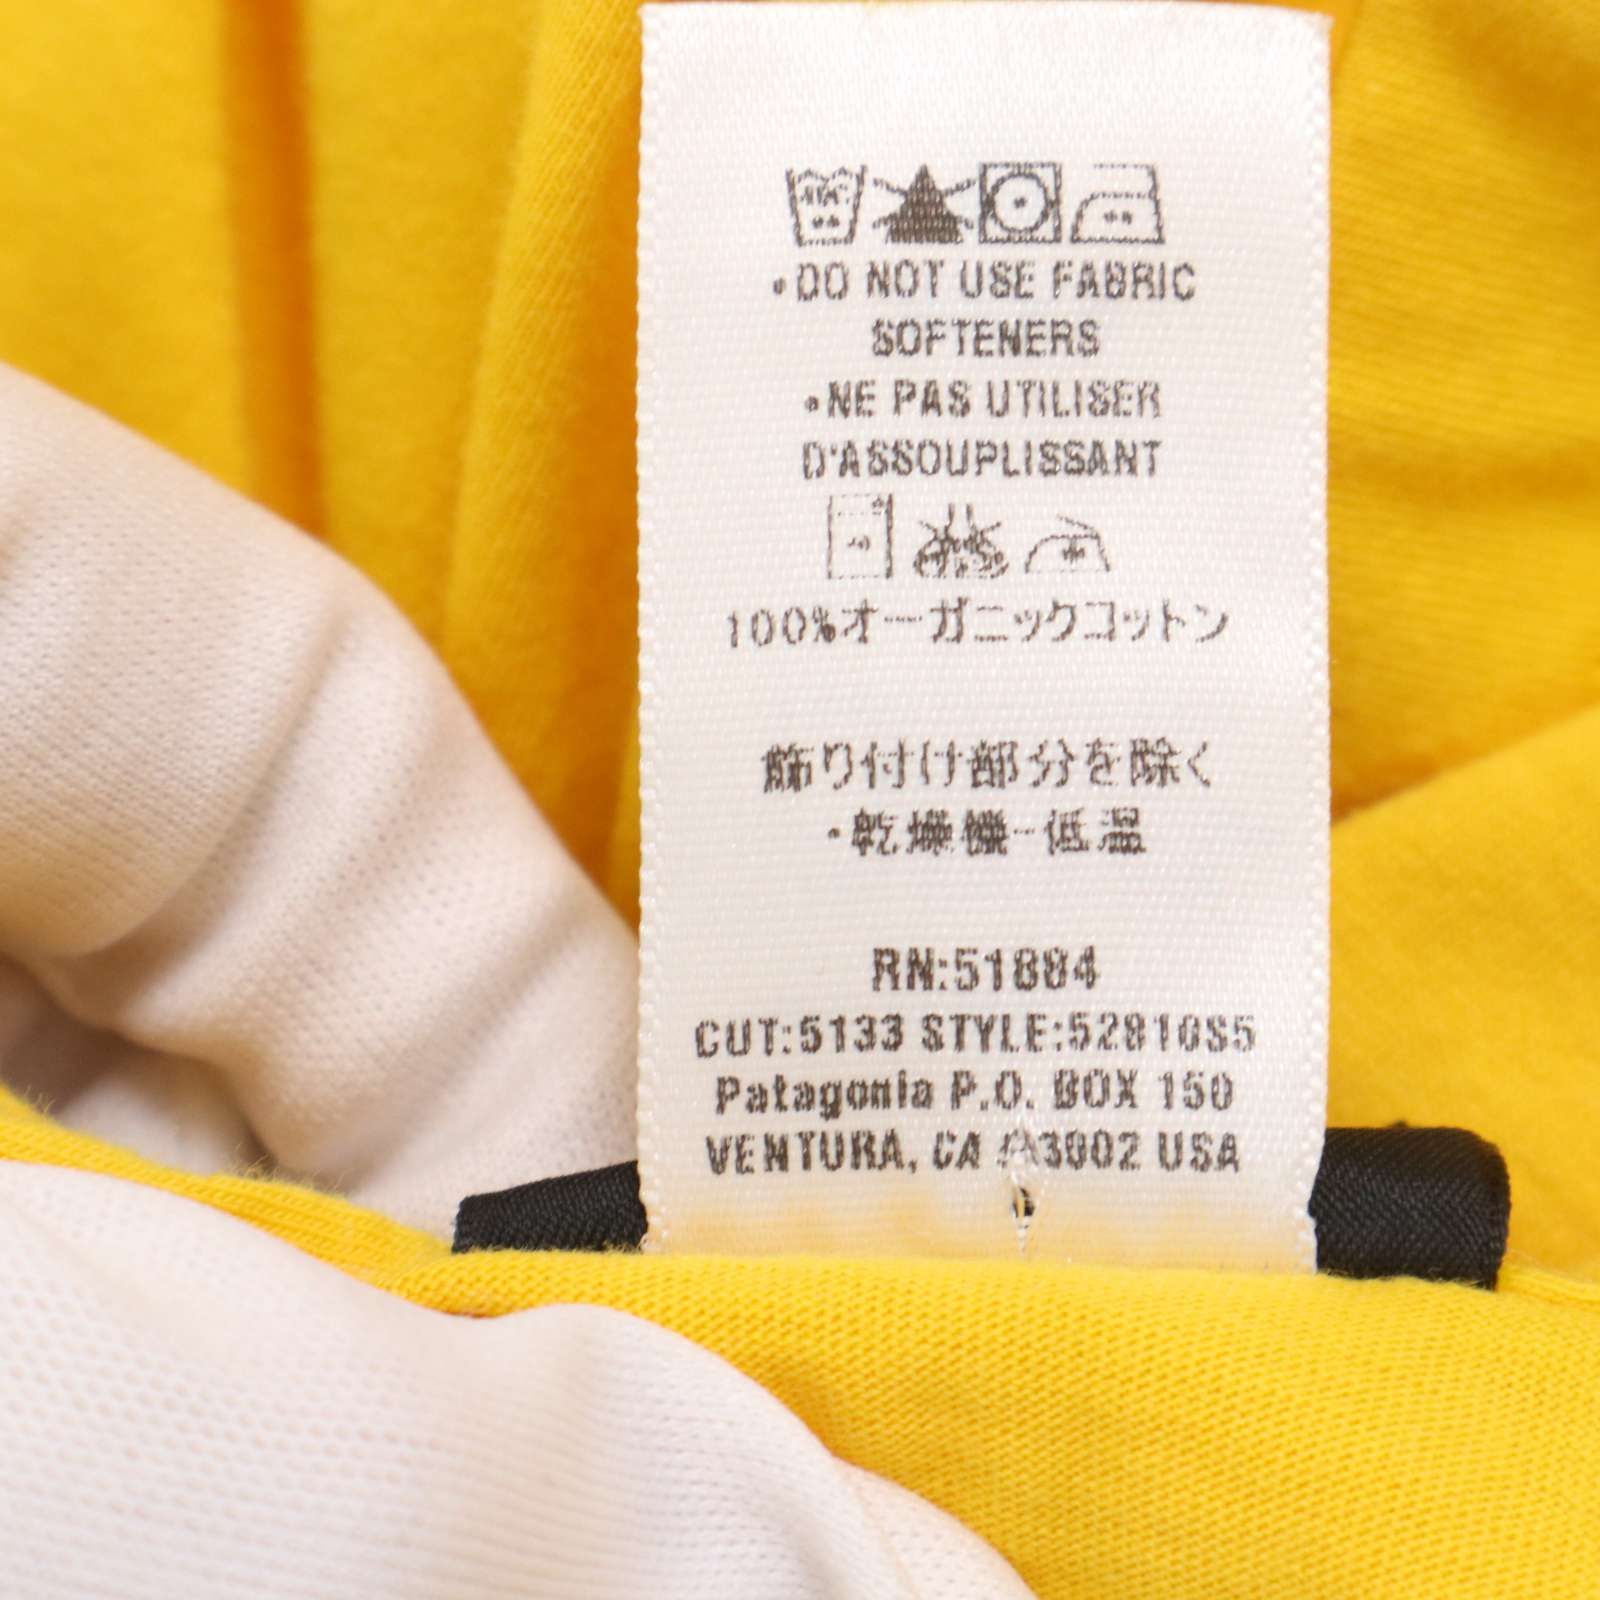 ・DO NOT USE FABRIC
SOFTENERS
・NE PAS UTILISER
D'ASSOUPLISSANT
100%オーガニックコットン
飾り付け部分を除く
・乾燥機-低温
RN:51884
CUT:5133 STYLE:52810S5
Patagonia P.O. BOX 150
VENTURA, CA 93002 USA